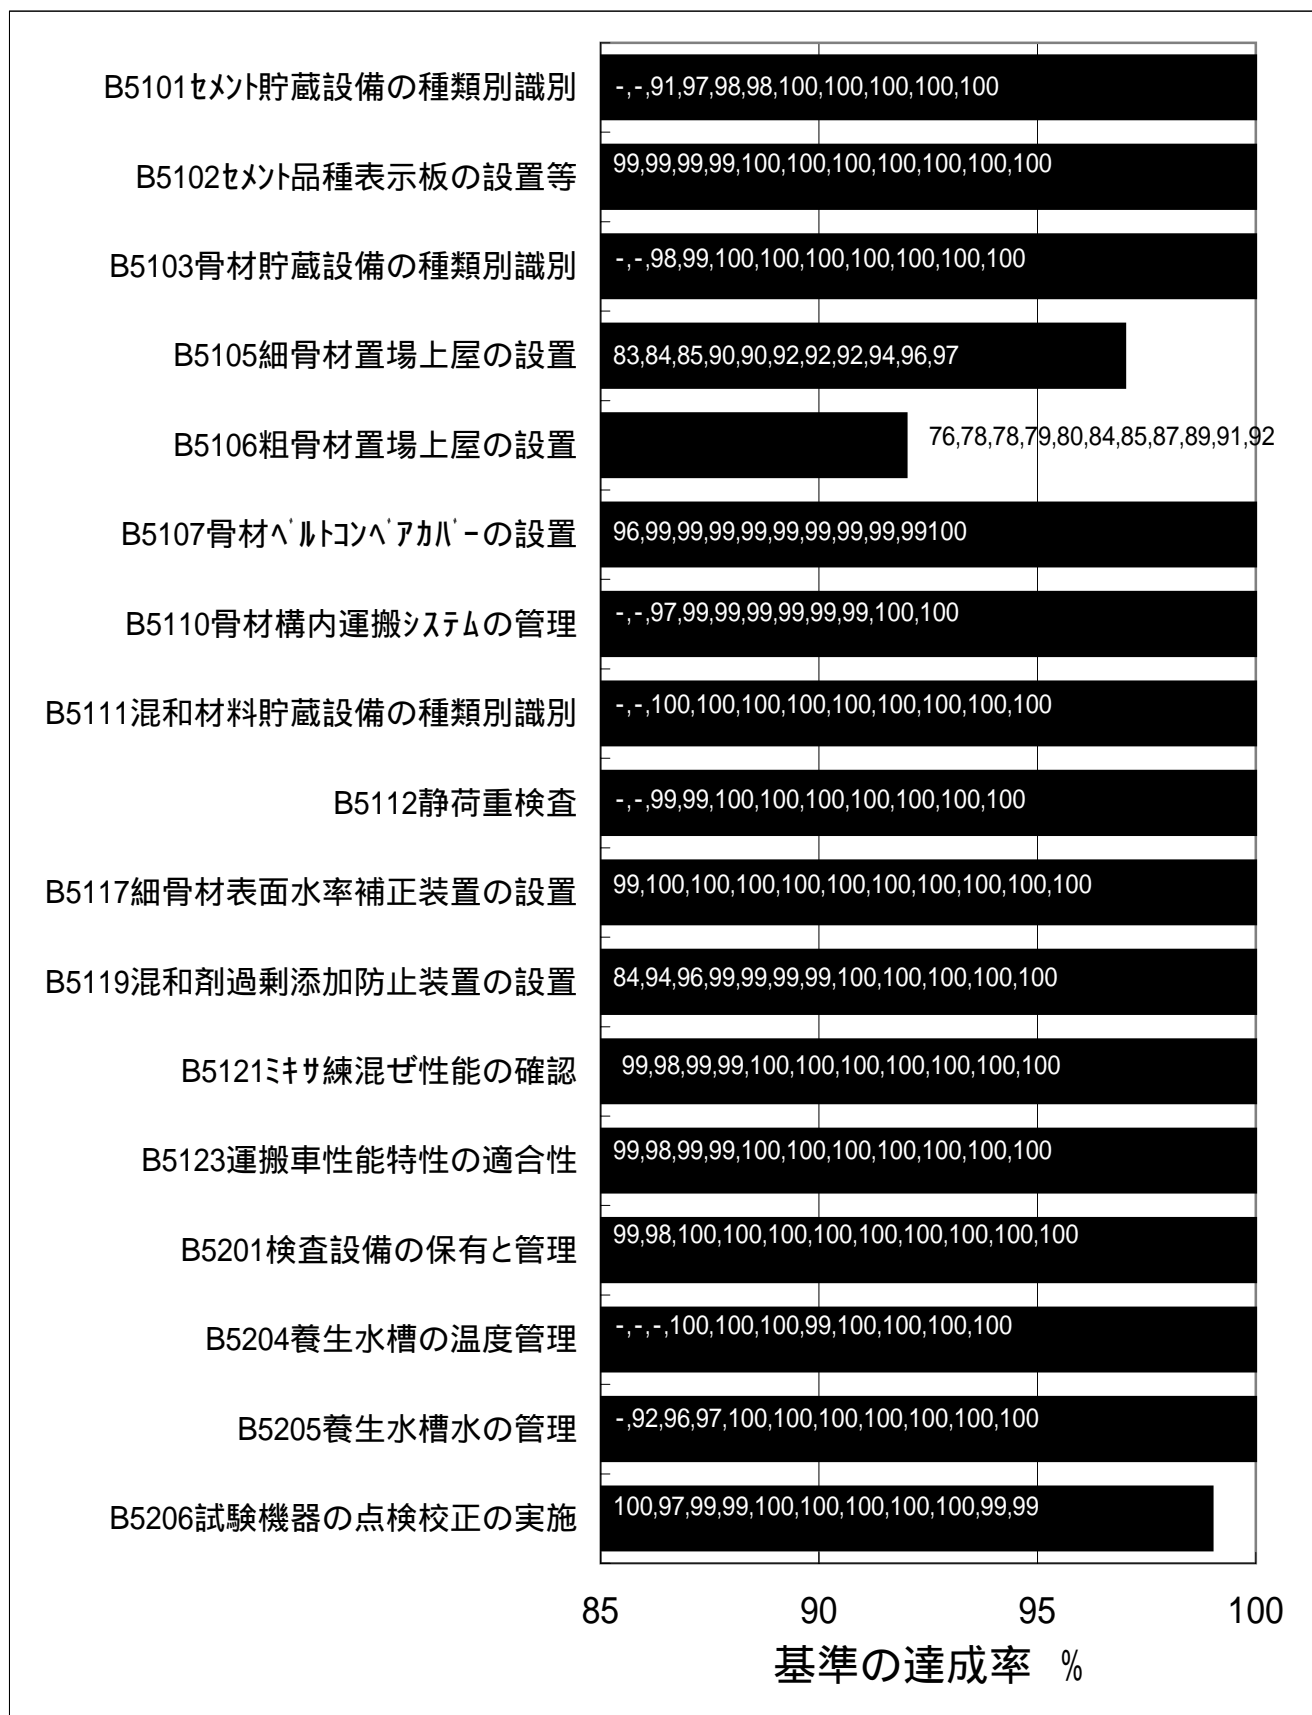 B5101ｾﾒﾝﾄ貯蔵設備の種類別識別 -,-,91,97,98,98,100,100,100,100,100
B5102ｾﾒﾝﾄ品種表示板の設置等 99,99,99,99,100,100,100,100,100,100,100
B5103骨材貯蔵設備の種類別識別 -,-,98,99,100,100,100,100,100,100,100
B5105細骨材置場上屋の設置 83,84,85,90,90,92,92,92,94,96,97
B5106粗骨材置場上屋の設置 76,78,78,79,80,84,85,87,89,91,92
B5107骨材ﾍﾞﾙﾄｺﾝﾍﾞｱｶﾊﾞｰの設置 96,99,99,99,99,99,99,99,99,99100
B5110骨材構内運搬ｼｽﾃﾑの管理 -,-,97,99,99,99,99,99,99,100,100
B5111混和材料貯蔵設備の種類別識別 -,-,100,100,100,100,100,100,100,100,100
B5112静荷重検査 -,-,99,99,100,100,100,100,100,100,100
B5117細骨材表面水率補正装置の設置 99,100,100,100,100,100,100,100,100,100,100
B5119混和剤過剰添加防止装置の設置 84,94,96,99,99,99,99,100,100,100,100,100
B5121ﾐｷｻ練混ぜ性能の確認 99,98,99,99,100,100,100,100,100,100,100
B5123運搬車性能特性の適合性 99,98,99,99,100,100,100,100,100,100,100
B5201検査設備の保有と管理 99,98,100,100,100,100,100,100,100,100,100
B5204養生水槽の温度管理 -,-,-,100,100,100,99,100,100,100,100
B5205養生水槽水の管理 -,92,96,97,100,100,100,100,100,100,100
B5206試験機器の点検校正の実施 100,97,99,99,100,100,100,100,100,99,99
85 90 95 100
基準の達成率 %